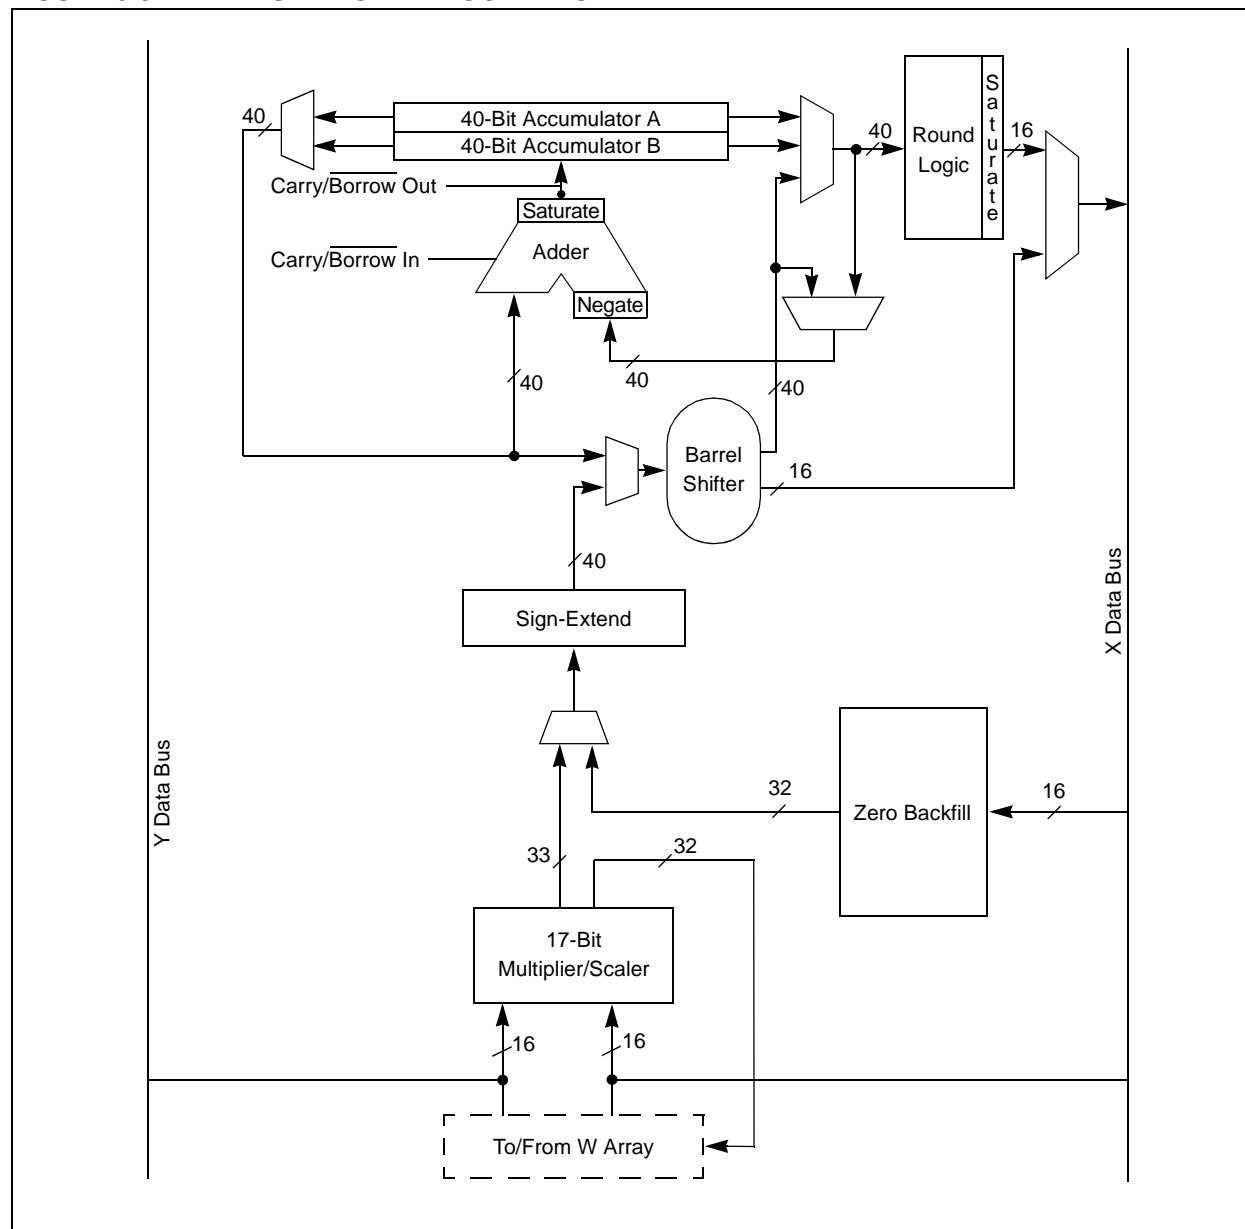 40
40-Bit Accumulator A
40-Bit Accumulator B
Carry/Borrow Out
Saturate
Carry/Borrow In
Adder
Negate
40
Round
Logic
Saturate
16
40
40
40
Barrel
Shifter
16
40
Sign-Extend
X Data Bus
Y Data Bus
32
Zero Backfill
16
33
32
17-Bit
Multiplier/Scaler
16
16
To/From W Array